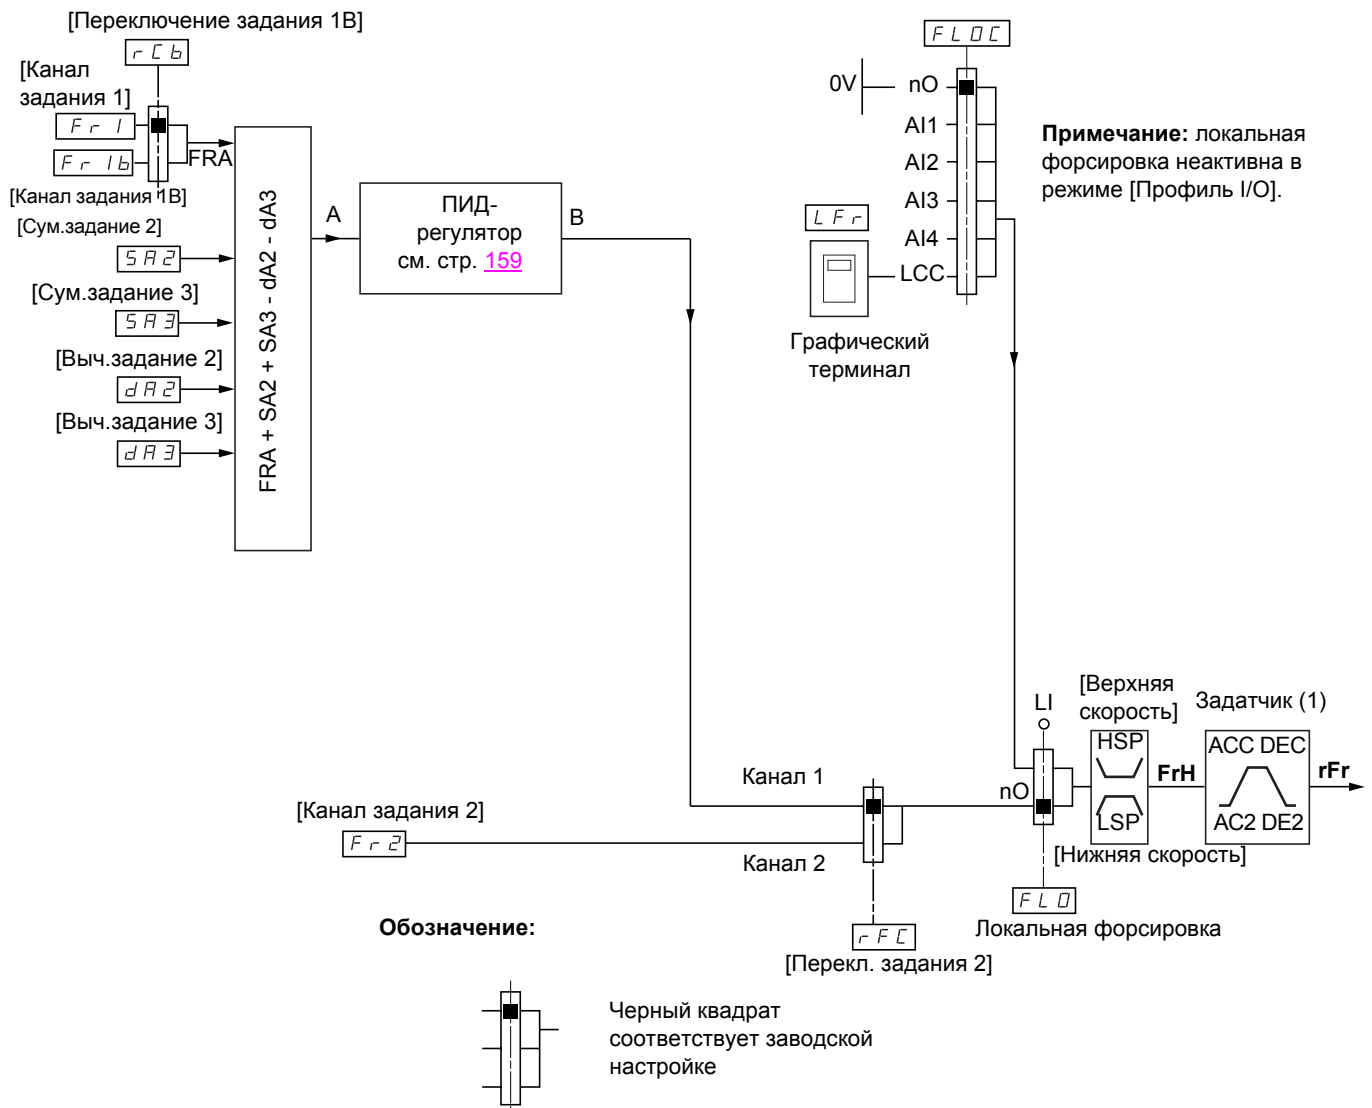 [Переключение задания 1B]
rCb
[Канал
задания 1]
Fr1
Fr1b
FRA
[Канал задания 1B]
[Сум.задание 2]
SA2
[Сум.задание 3]
SA3
[Выч.задание 2]
dA2
[Выч.задание 3]
dA3
FRA + SA2 + SA3 - dA2 - dA3
A
ПИД-
регулятор
см. стр. 159
B
FLOC
0V
nO
AI1
AI2
AI3
AI4
LCC
LFr
Графический
терминал
Примечание: локальная
форсировка неактивна в
режиме [Профиль I/O].
LI
[Верхняя
скорость]
Задатчик (1)
HSP
LSP
FrH
ACC DEC
AC2 DE2
rFr
nO
[Нижняя скорость]
FLO
Локальная форсировка
Канал 1
[Канал задания 2]
Fr2
Канал 2
rFC
[Перекл. задания 2]
Обозначение:
Черный квадрат
соответствует заводской
настройке